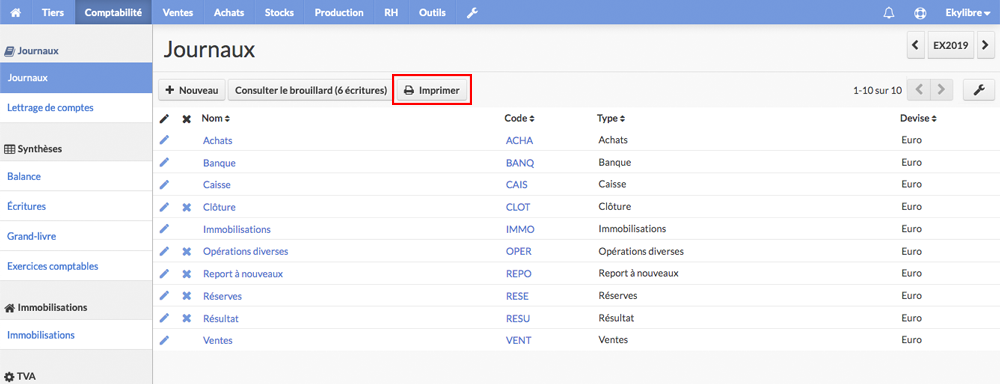 Tiers Comptabilité Ventes Achats Stocks Production RH Outils Ekylibre
Journaux
Journaux
Lettrage de comptes
Synthèses
Balance
Écritures
Grand-livre
Exercices comptables
Immobilisations
Immobilisations
TVA
Journaux
EX2019
Nouveau Consulter le brouillard (6 écritures) Imprimer 1-10 sur 10
Nom Code Type Devise
Achats ACHA Achats Euro
Banque BANQ Banque Euro
Caisse CAIS Caisse Euro
Clôture CLOT Clôture Euro
Immobilisations IMMO Immobilisations Euro
Opérations diverses OPER Opérations diverses Euro
Report à nouveaux REPO Report à nouveaux Euro
Réserves RESE Réserves Euro
Résultat RESU Résultat Euro
Ventes VENT Ventes Euro